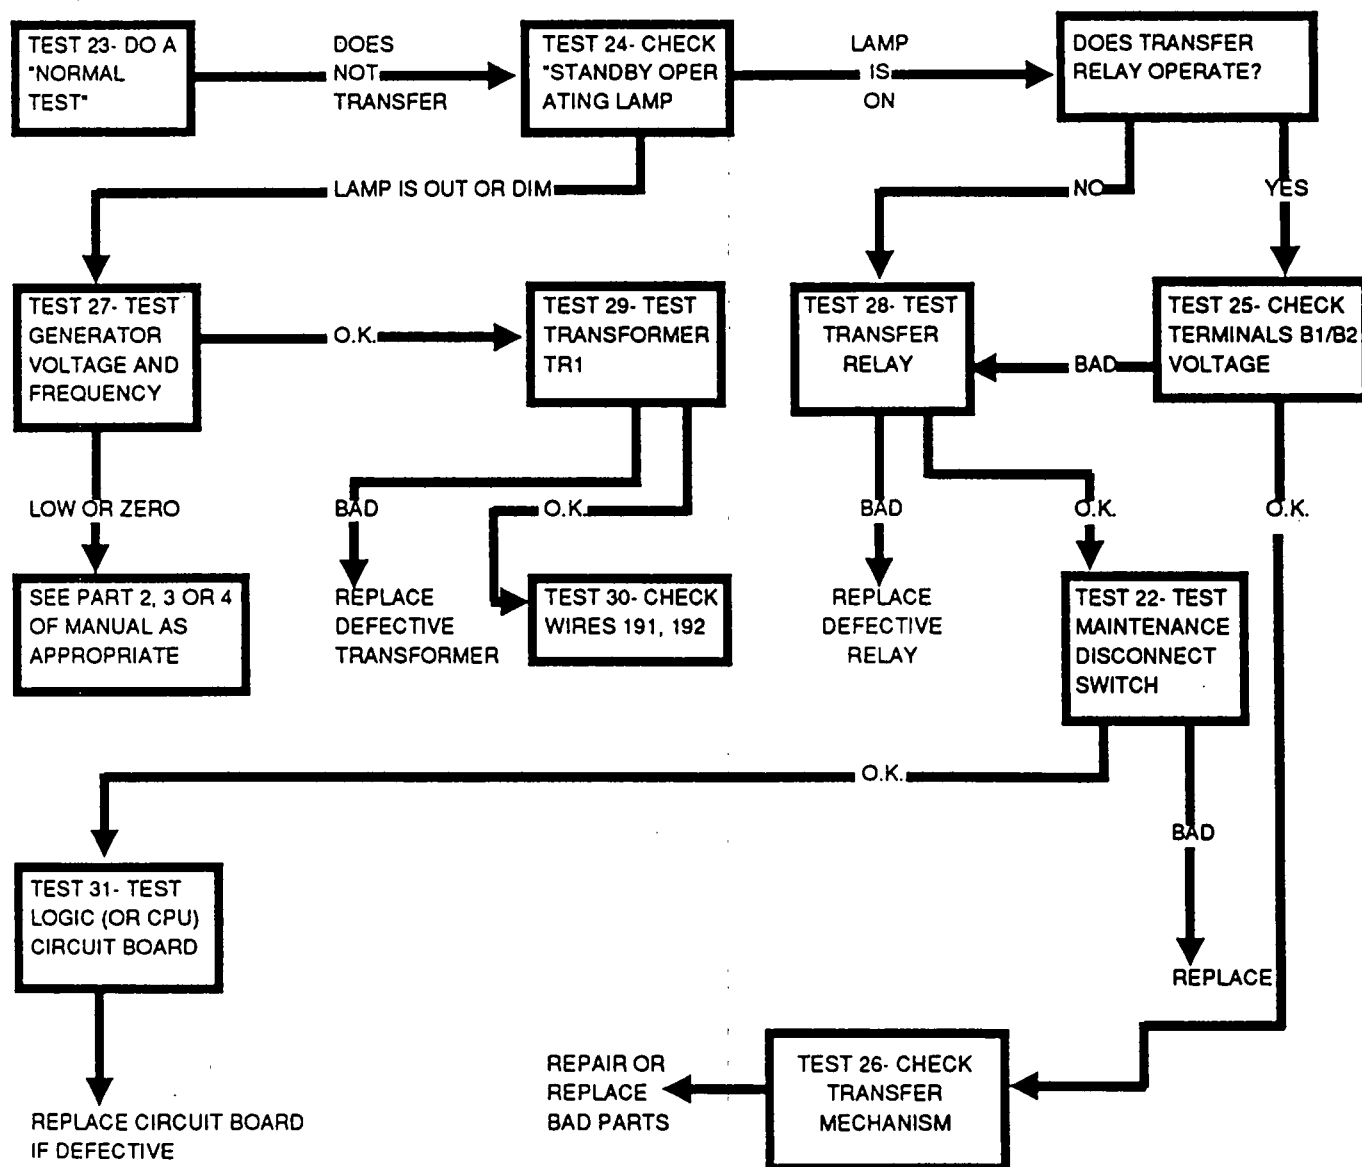 TEST 23- DO A
"NORMAL
TEST"
DOES
NOT
TRANSFER
TEST 24- CHECK
"STANDBY OPER
ATING LAMP
LAMP
IS
ON
DOES TRANSFER
RELAY OPERATE?
LAMP IS OUT OR DIM
NO
YES
TEST 27- TEST
GENERATOR
VOLTAGE AND
FREQUENCY
O.K.
TEST 29- TEST
TRANSFORMER
TR1
TEST 28- TEST
TRANSFER
RELAY
BAD
TEST 25- CHECK
TERMINALS B1/B2
VOLTAGE
LOW OR ZERO
BAD
O.K.
BAD
O.K.
O.K.
SEE PART 2, 3 OR 4
OF MANUAL AS
APPROPRIATE
REPLACE
DEFECTIVE
TRANSFORMER
TEST 30- CHECK
WIRES 191, 192
REPLACE
DEFECTIVE
RELAY
TEST 22- TEST
MAINTENANCE
DISCONNECT
SWITCH
O.K.
BAD
TEST 31- TEST
LOGIC (OR CPU)
CIRCUIT BOARD
REPLACE
REPAIR OR
REPLACE
BAD PARTS
TEST 26- CHECK
TRANSFER
MECHANISM
REPLACE CIRCUIT BOARD
IF DEFECTIVE